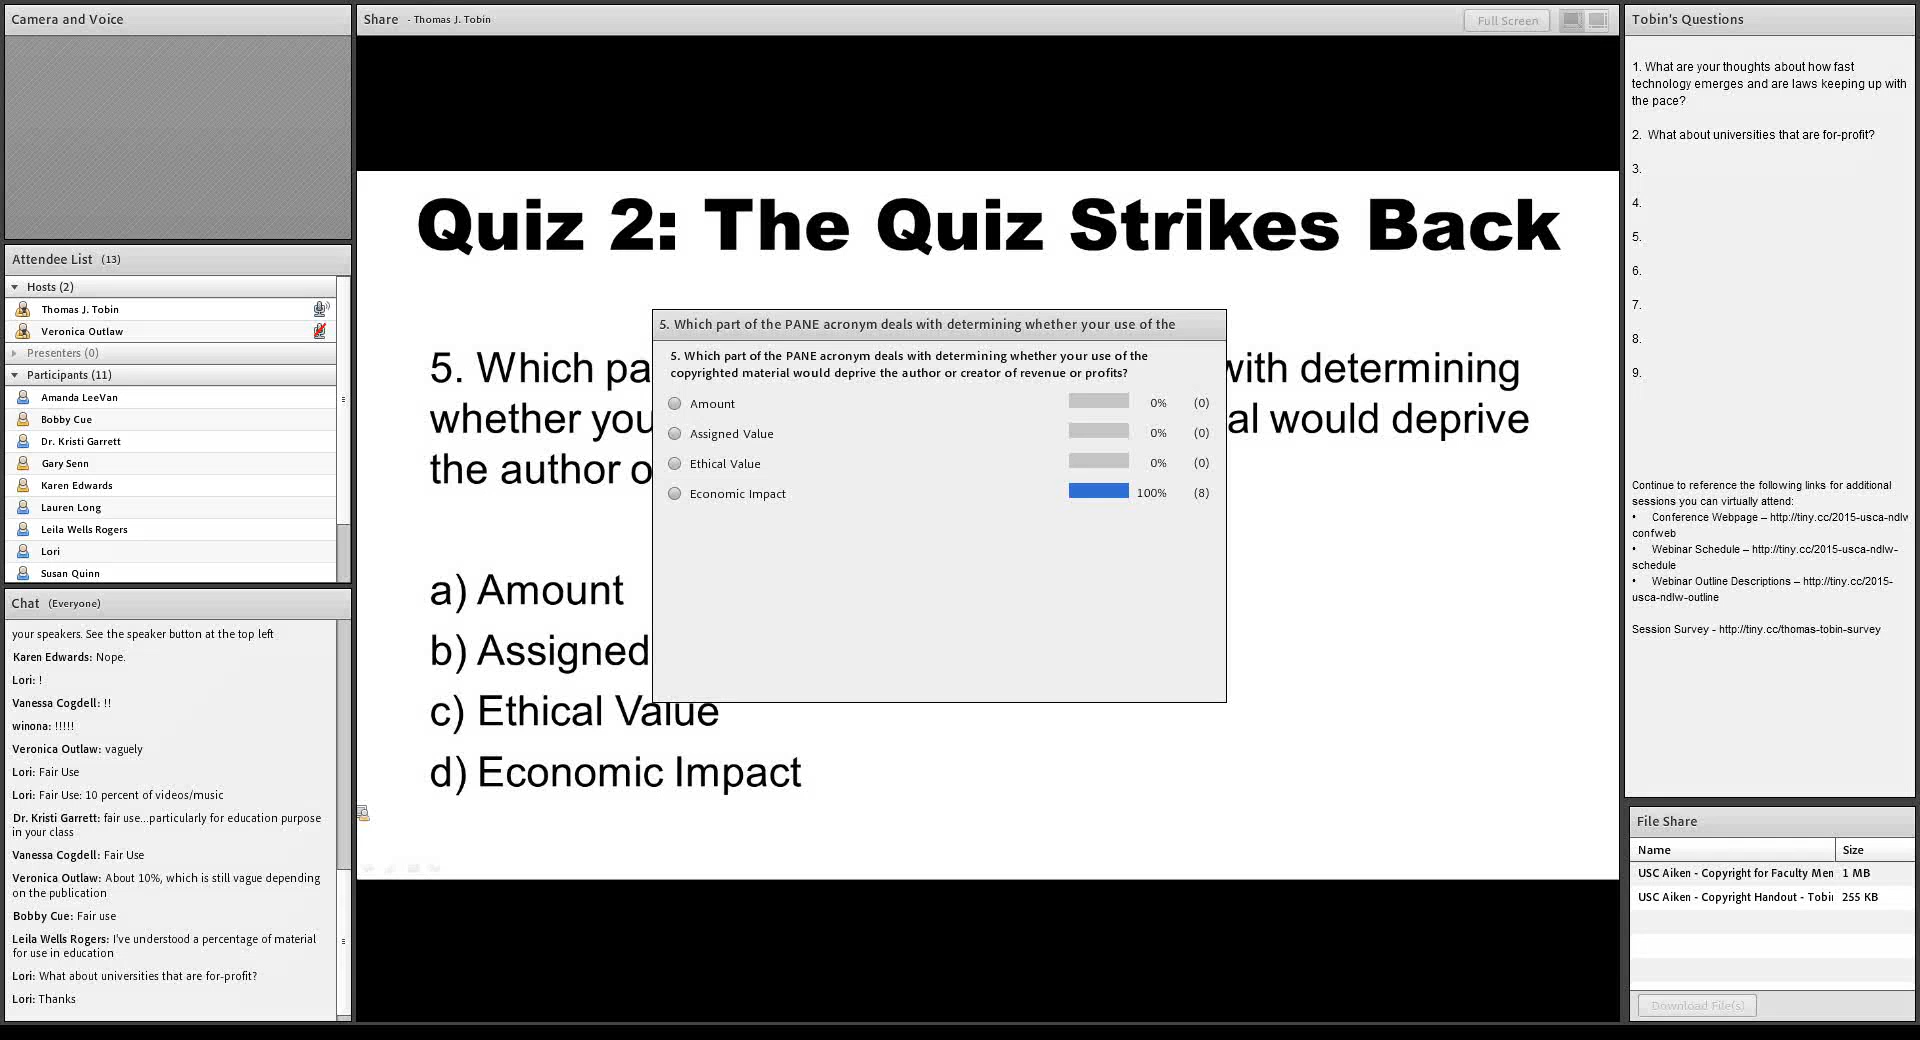 Camera and Voice
Attendee List (13)
Hosts (2)
Thomas J. Tobin
Veronica Outlaw
Presenters (0)
Participants (11)
Amanda LeeVan
Bobby Cue
Dr. Kristi Garrett
Gary Senn
Karen Edwards
Lauren Long
Leila Wells Rogers
Lori
Susan Quinn
Chat (Everyone)
your speakers. See the speaker button at the top left
Karen Edwards: Nope.
Lori: !
Vanessa Cogdell: !!
winona: !!!!!
Veronica Outlaw: vaguely
Lori: Fair Use
Lori: Fair Use: 10 percent of videos/music
Dr. Kristi Garrett: fair use...particularly for education purpose
in your class
Vanessa Cogdell: Fair Use
Veronica Outlaw: About 10%, which is still vague depending
on the publication
Bobby Cue: Fair use
Leila Wells Rogers: I've understood a percentage of material
for use in education
Lori: What about universities that are for-profit?
Lori: Thanks
Share - Thomas J. Tobin
Full Screen
Quiz 2: The Quiz Strikes Back
5. Which pa
with determining
whether you
al would deprive
the author o
a) Amount
b) Assigned
c) Ethical Value
d) Economic Impact
5. Which part of the PANE acronym deals with determining whether your use of the
5. Which part of the PANE acronym deals with determining whether your use of the
copyrighted material would deprive the author or creator of revenue or profits?
Amount 0% (0)
Assigned Value 0% (0)
Ethical Value 0% (0)
Economic Impact 100% (8)
Tobin's Questions
1. What are your thoughts about how fast
technology emerges and are laws keeping up with
the pace?
2. What about universities that are for-profit?
3.
4.
5.
6.
7.
8.
9.
Continue to reference the following links for additional
sessions you can virtually attend:
• Conference Webpage – http://tiny.cc/2015-usca-ndlw-
confweb
• Webinar Schedule – http://tiny.cc/2015-usca-ndlw-
schedule
• Webinar Outline Descriptions – http://tiny.cc/2015-
usca-ndlw-outline
Session Survey - http://tiny.cc/thomas-tobin-survey
File Share
Name Size
USC Aiken - Copyright for Faculty Men 1 MB
USC Aiken - Copyright Handout - Tobi 255 KB
Download File(s)